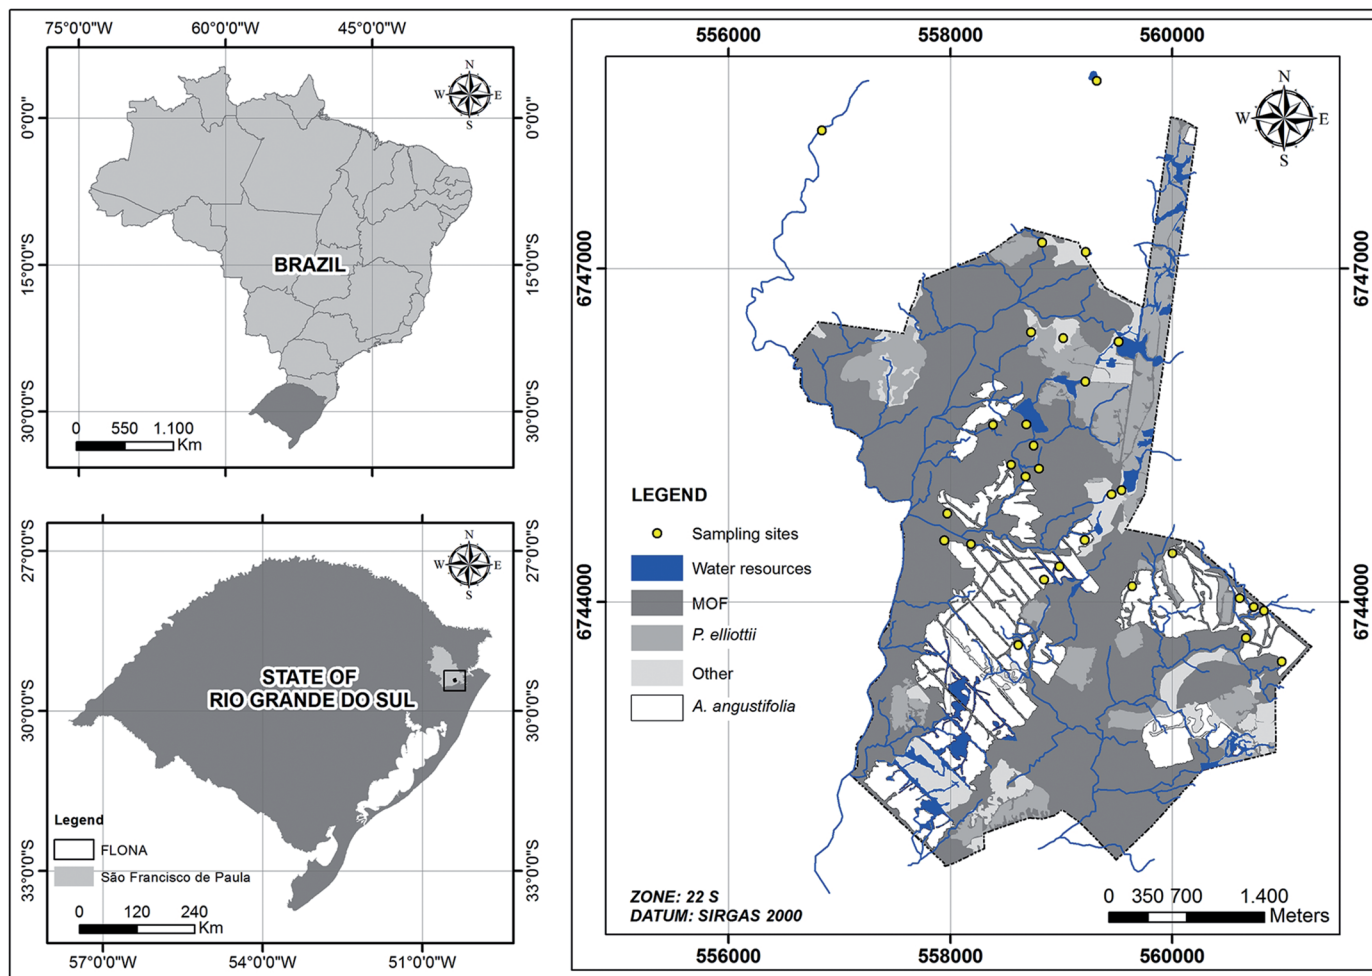 75°0'0"W 60°0'0"W 45°0'0"W
N
W E
S
0°0'0" 0°0'0"
BRAZIL
15°0'0"S 15°0'0"S
30°0'0"S 30°0'0"S
0 550 1.100
Km
27°0'0"S 27°0'0"S
N
W E
S
STATE OF
RIO GRANDE DO SUL
30°0'0"S 30°0'0"S
Legend
FLONA
São Francisco de Paula
33°0'0"S 33°0'0"S
0 120 240
Km
57°0'0"W 54°0'0"W 51°0'0"W
556000 558000 560000
N
W E
S
6747000 6747000
LEGEND
Sampling sites
Water resources
MOF
P. elliottii
Other
A. angustifolia
6744000 6744000
ZONE: 22 S
DATUM: SIRGAS 2000
0 350 700 1.400
Meters
556000 558000 560000